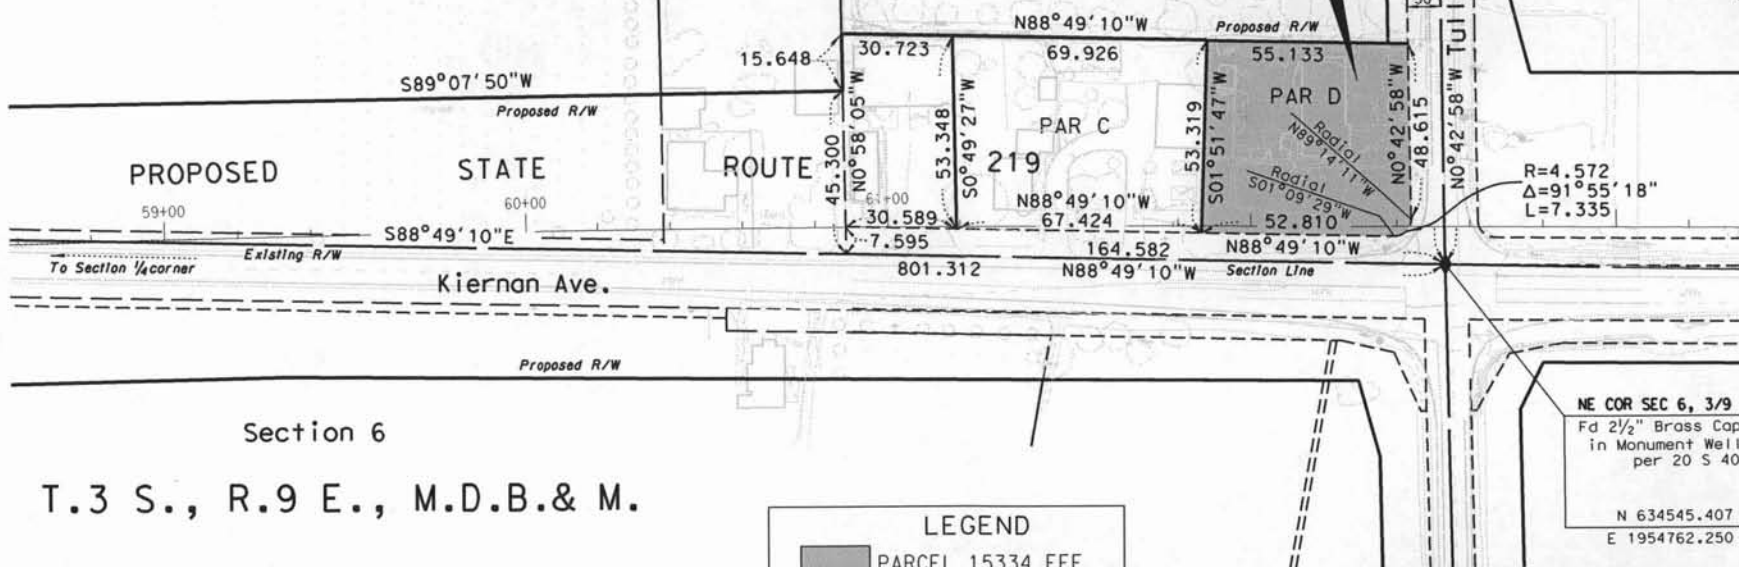 N88°49'10"W
Proposed R/W
30.723
69.926
55.133
15.648
S89°07'50"W
Proposed R/W
45.300
N0°58'05"W
53.348
S0°49'27"W
53.319
S01°51'47"W
PAR D
PAR C
219
Radial
N89°14'11"W
Radial
S01°09'29"W
N0°42'58"W
48.615
N0°42'58"W
R=4.572
Δ=91°55'18"
L=7.335
PROPOSED
STATE
ROUTE
59+00
60+00
61+00
N88°49'10"W
30.589
67.424
52.810
S88°49'10"E
7.595
164.582
N88°49'10"W
To Section ¼ corner
Existing R/W
801.312
N88°49'10"W
Section Line
Kiernan Ave.
Proposed R/W
NE COR SEC 6, 3/9
Fd 2½" Brass Cap
in Monument Well
per 20 S 40
N 634545.407
E 1954762.250
Section 6
T.3 S., R.9 E., M.D.B.& M.
LEGEND
PARCEL 15334 FEE